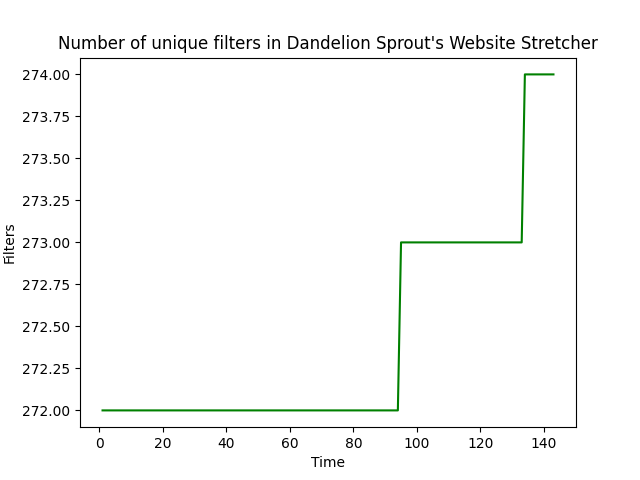 Number of unique filters in Dandelion Sprout's Website Stretcher
274.00
273.75
273.50
273.25
273.00
272.75
272.50
272.25
272.00
Filters
0 20 40 60 80 100 120 140
Time